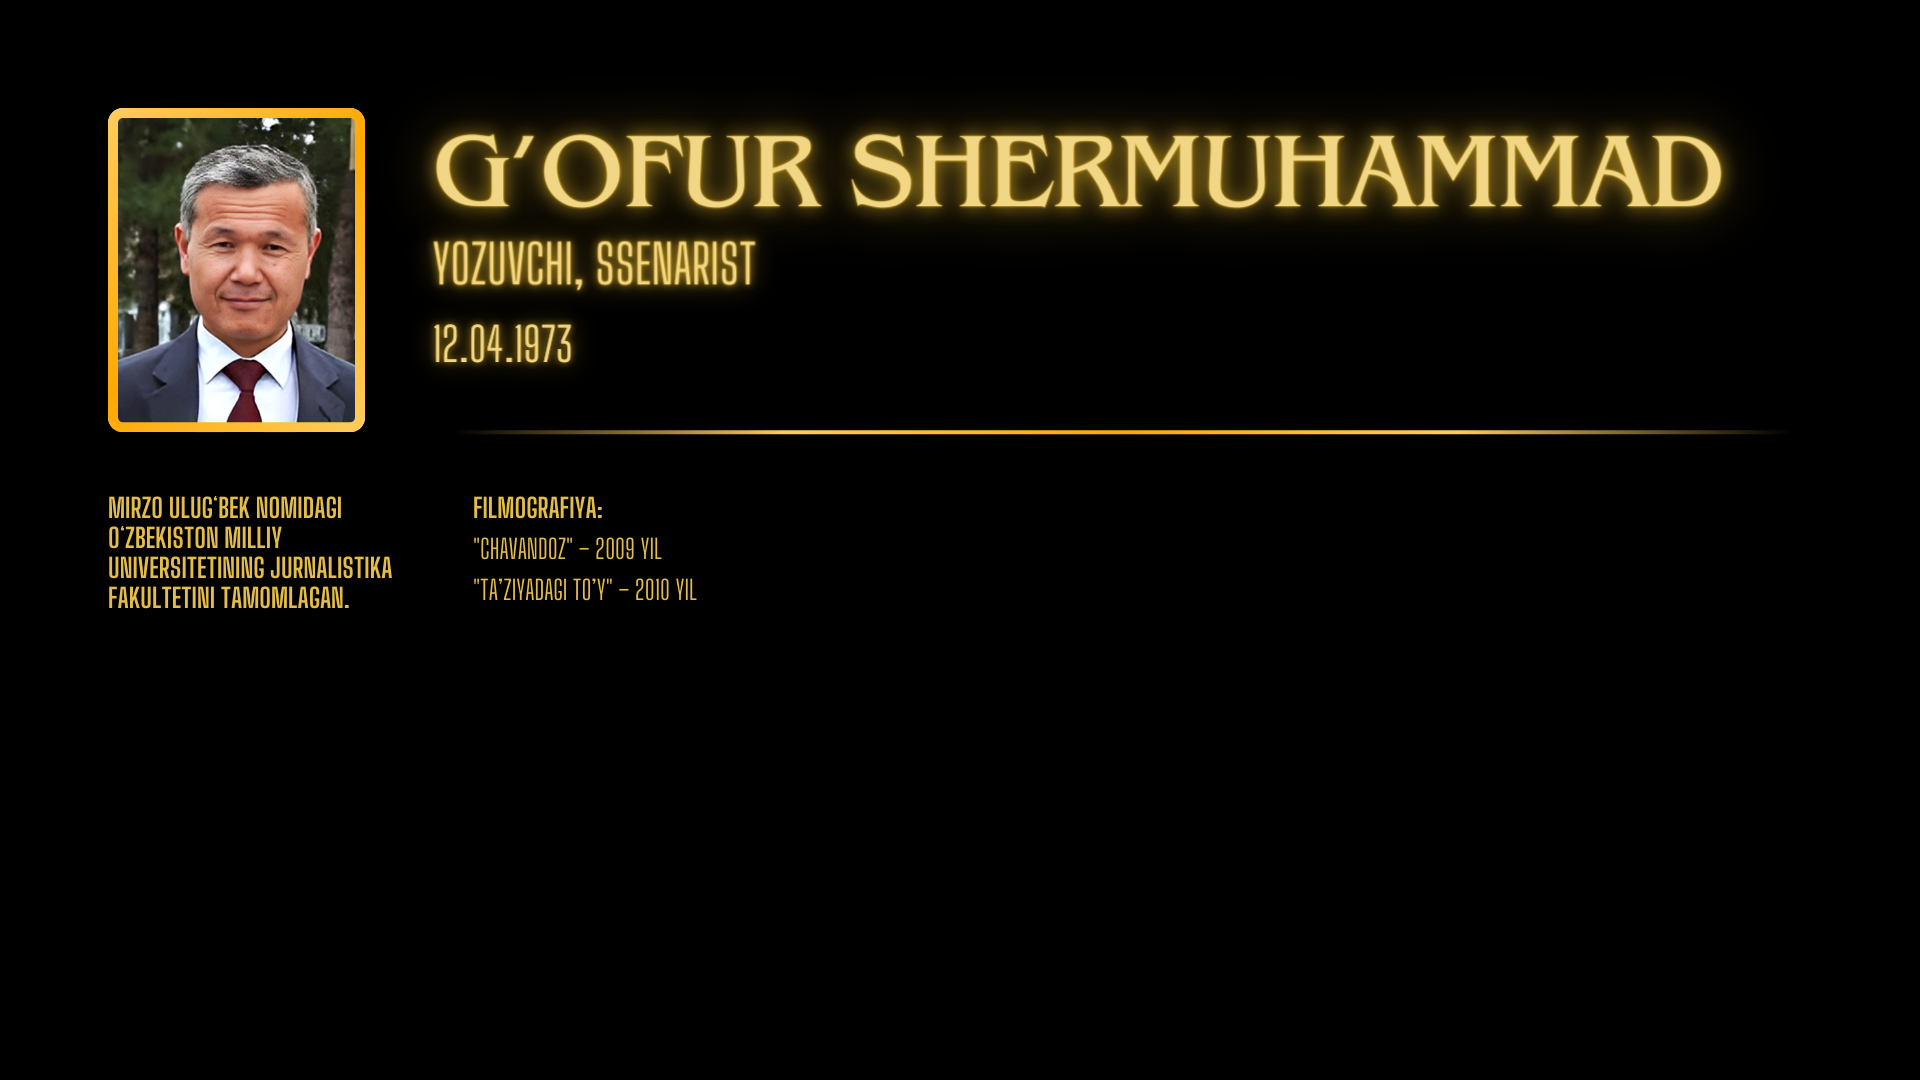 G'OFUR SHERMUHAMMAD
YOZUVCHI, SSENARIST
12.04.1973
MIRZO ULUG‘BEK NOMIDAGI
O‘ZBEKISTON MILLIY
UNIVERSITETINING JURNALISTIKA
FAKULTETINI TAMOMLAGAN.
FILMOGRAFIYA:
"CHAVANDOZ" – 2009 YIL
"TA’ZIYADAGI TO’Y" – 2010 YIL